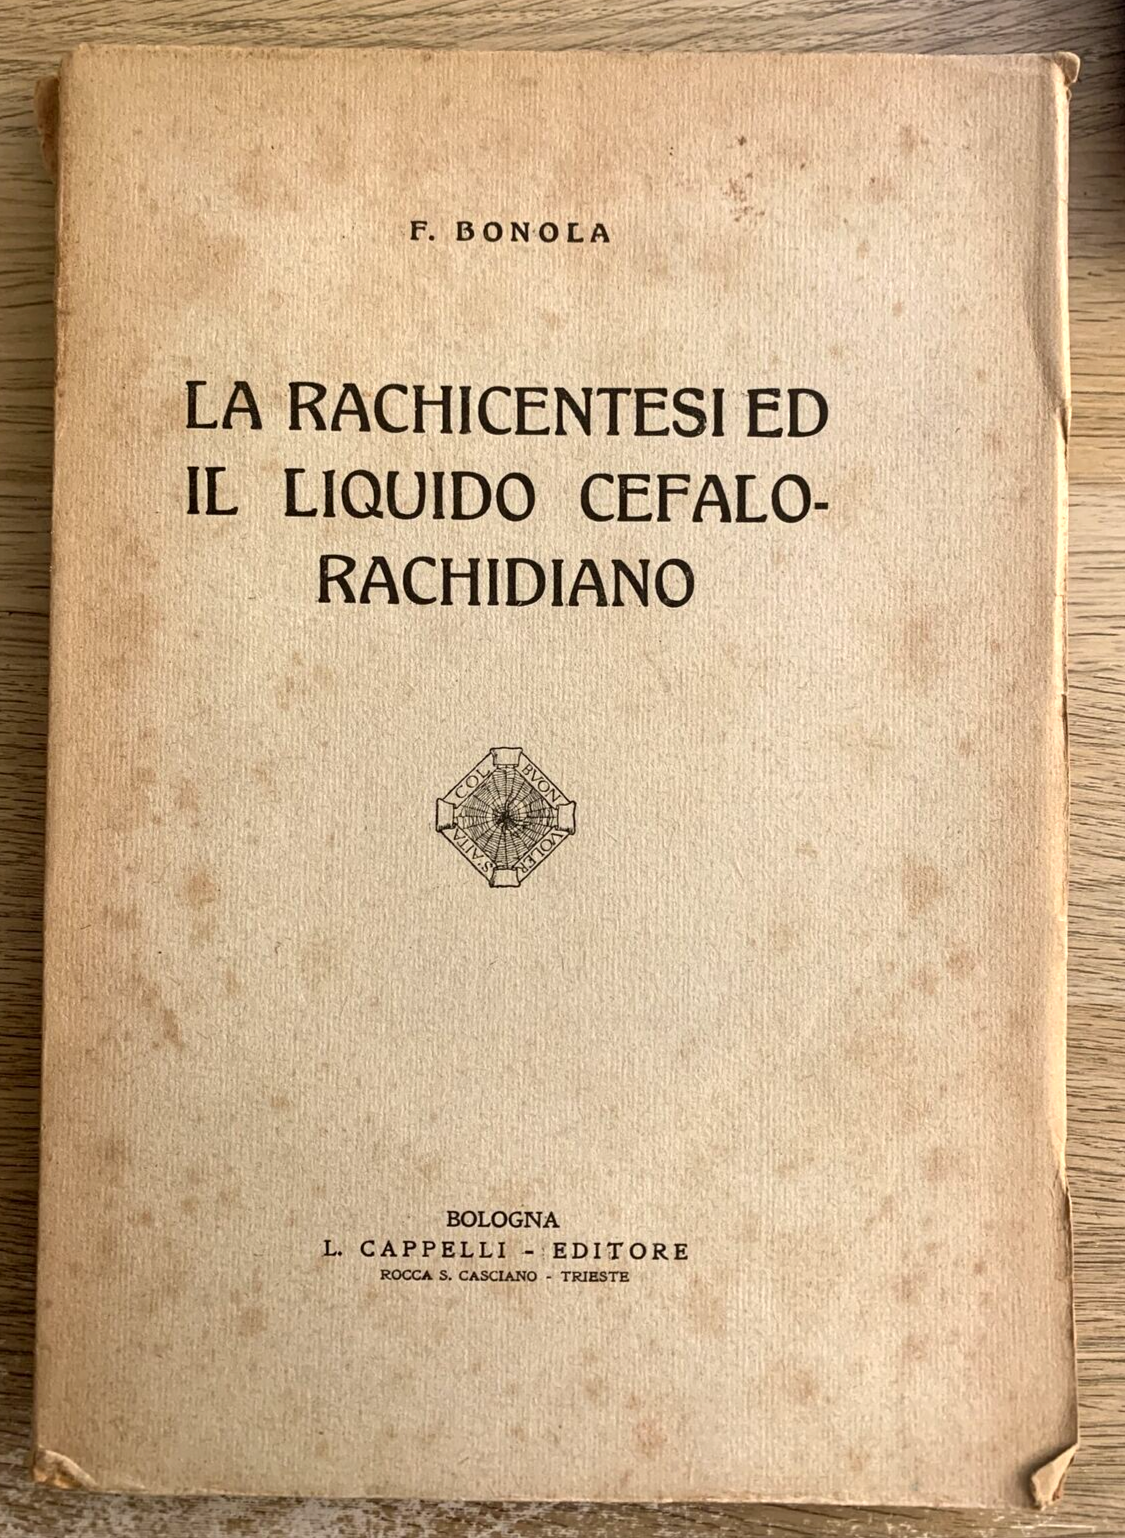 F. BONOLA
LA RACHICENTESI ED
IL LIQUIDO CEFALO-
RACHIDIANO
COL BVON VOLER S'AITA
BOLOGNA
L. CAPPELLI - EDITORE
ROCCA S. CASCIANO - TRIESTE